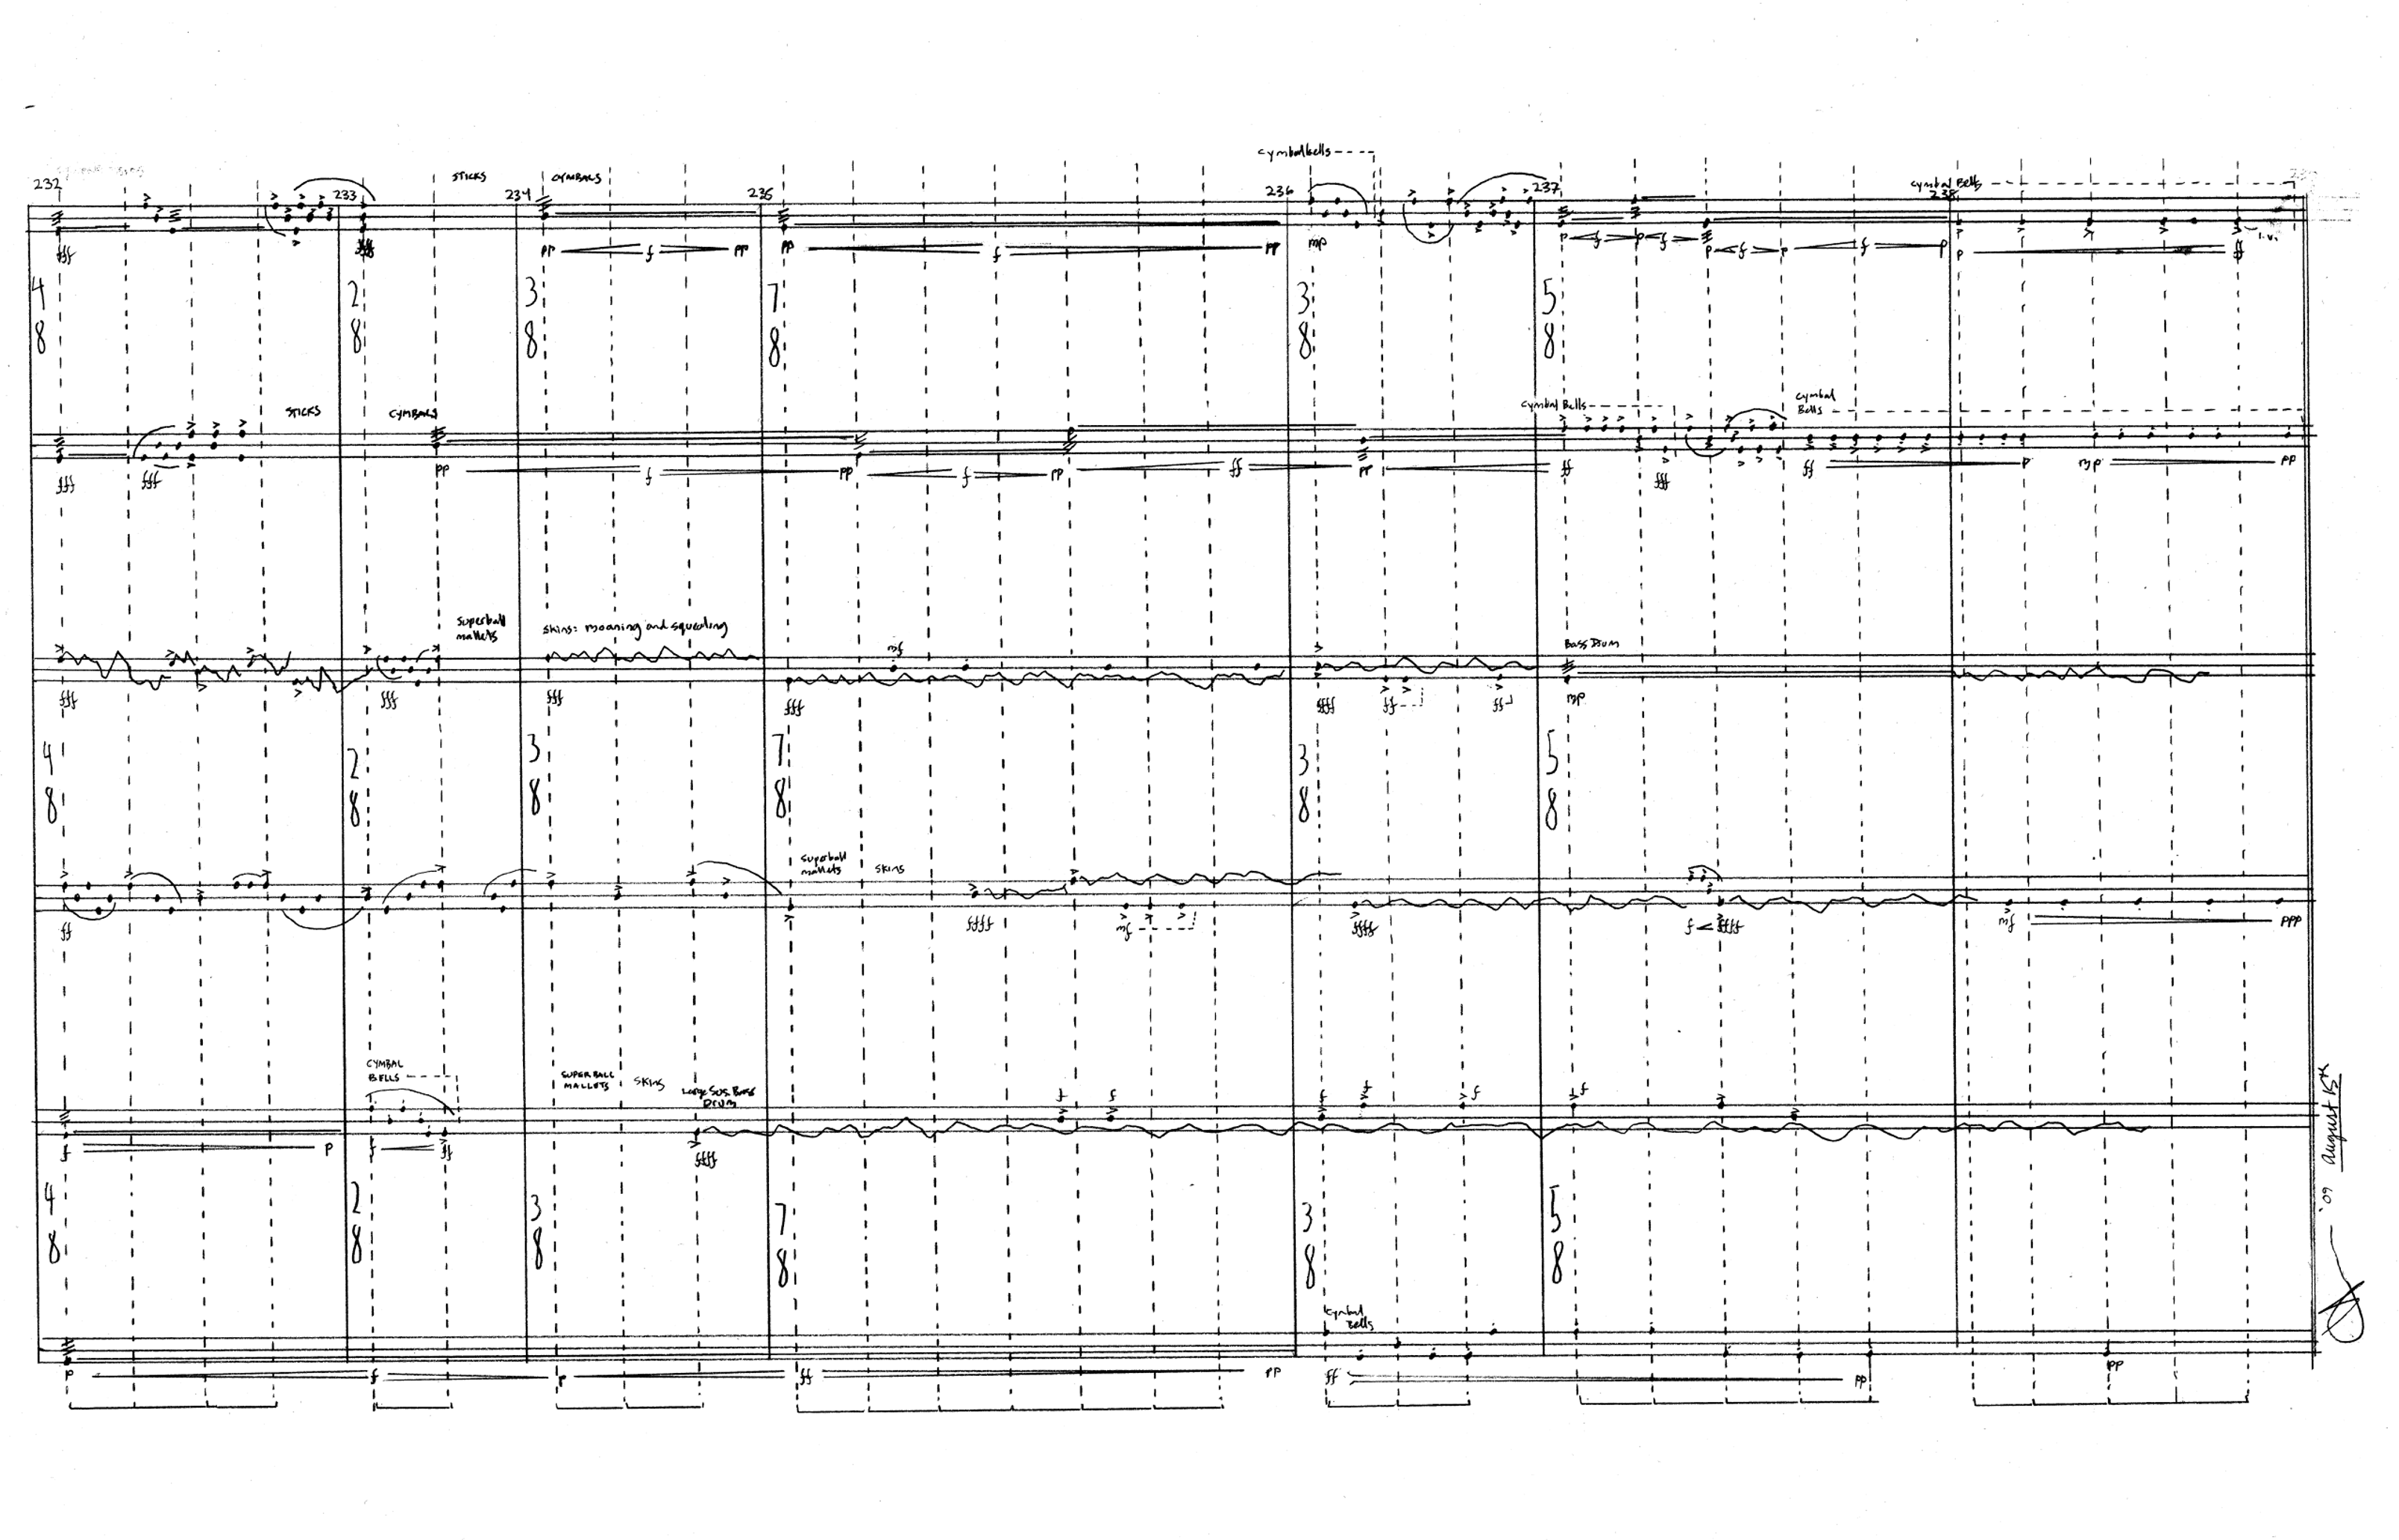 cymbal bells
232
233
STICKS
234
CYMBALS
235
236
237
cymbal Bells
238
fff
fff
pp f pp
pp f pp
mp
p f p f p f p f p
p ff
l.v.
4 2 3 7 3 5
8 8 8 8 8 8
STICKS
CYMBALS
cymbal Bells
cymbal
Bells
fff fff
pp f pp f pp ff pp ff
fff
ff p mp pp
superball
mallets
skins: moaning and squealing
mf
Bass Drum
fff fff fff fff ffff ff ff mp
4 2 3 7 3 5
8 8 8 8 8 8
superball
mallets
skins
ff ffff mf ffff f ffff mf ppp
CYMBAL
BELLS
SUPERBALL
MALLETS
SKINS
Large Sus. Bass
Drum
f f f f f f
f p f ff ffff
4 2 3 7 3 5
8 8 8 8 8 8
cymbal
Bells
p f p ff pp ff pp pp
'09 August 15th